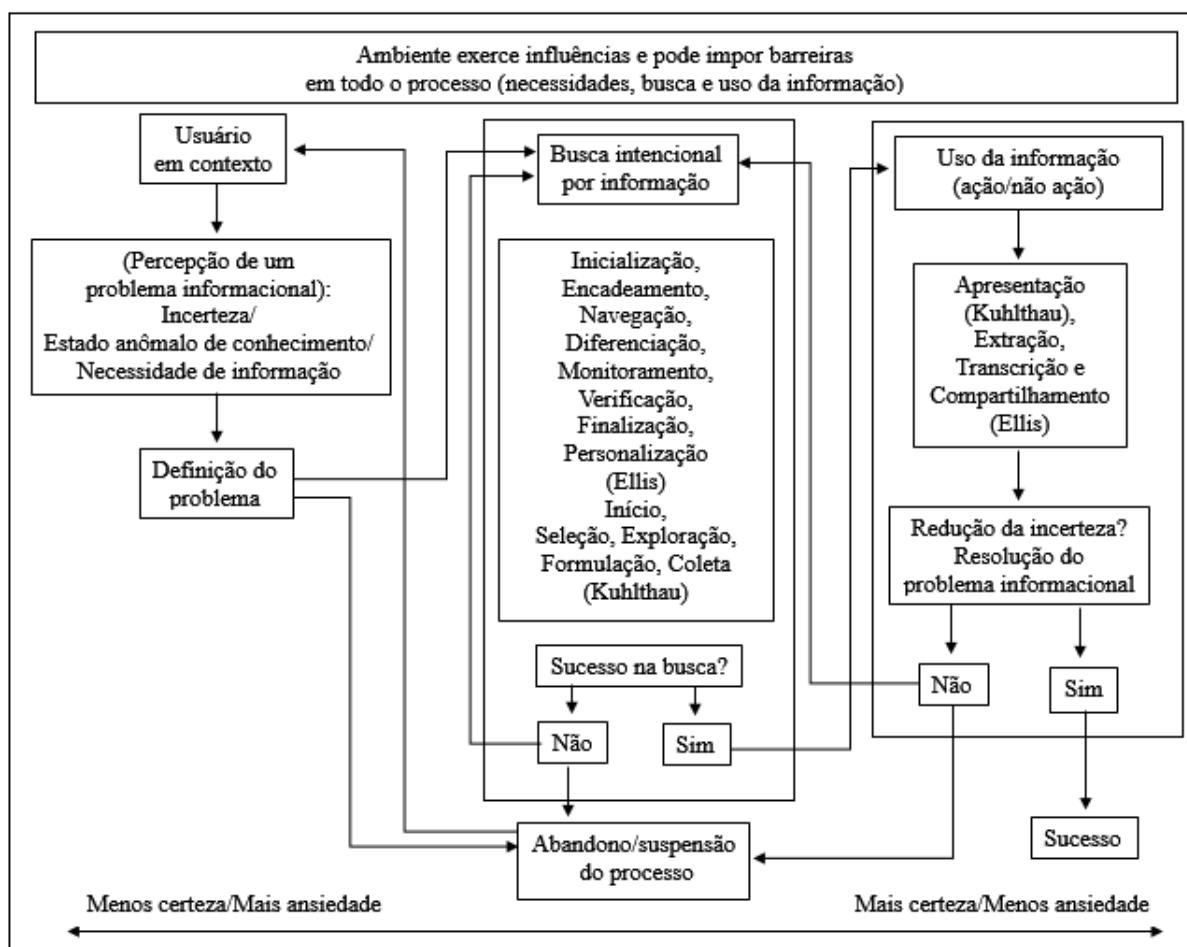 Ambiente exerce influências e pode impor barreiras
em todo o processo (necessidades, busca e uso da informação)
Usuário
em contexto
(Percepção de um
problema informacional):
Incerteza/
Estado anômalo de conhecimento/
Necessidade de informação
Definição do
problema
Busca intencional
por informação
Inicialização,
Encadeamento,
Navegação,
Diferenciação,
Monitoramento,
Verificação,
Finalização,
Personalização
(Ellis)
Início,
Seleção, Exploração,
Formulação, Coleta
(Kuhlthau)
Sucesso na busca?
Não
Sim
Abandono/suspensão
do processo
Uso da informação
(ação/não ação)
Apresentação
(Kuhlthau),
Extração,
Transcrição e
Compartilhamento
(Ellis)
Redução da incerteza?
Resolução do
problema informacional
Não
Sim
Sucesso
Menos certeza/Mais ansiedade
Mais certeza/Menos ansiedade